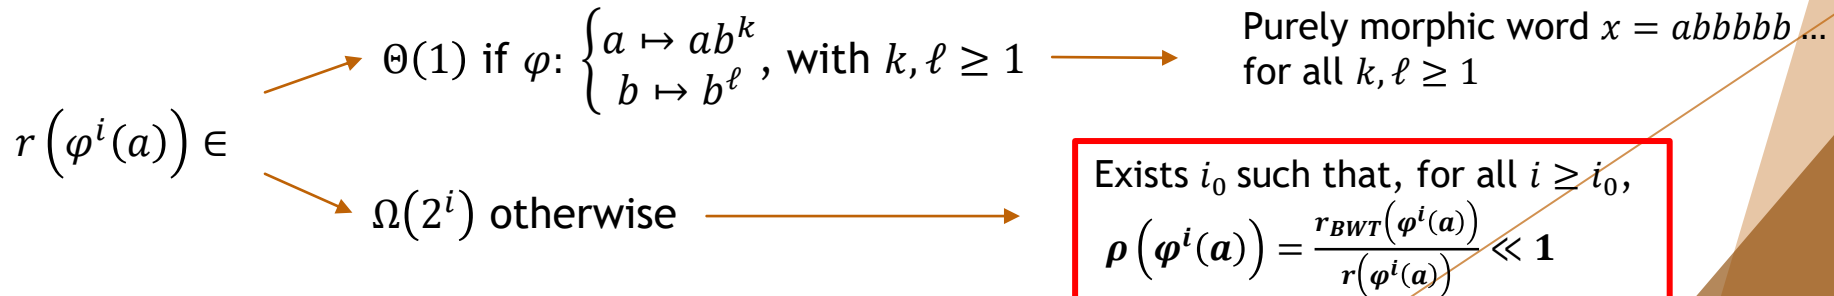 r(φ^i(a)) ∈
Θ(1) if φ: { a ↦ ab^k
b ↦ b^ℓ , with k, ℓ ≥ 1
Purely morphic word x = abbbbb …
for all k, ℓ ≥ 1
Ω(2^i) otherwise
Exists i_0 such that, for all i ≥ i_0,
ρ(φ^i(a)) = r_BWT(φ^i(a)) / r(φ^i(a)) ≪ 1